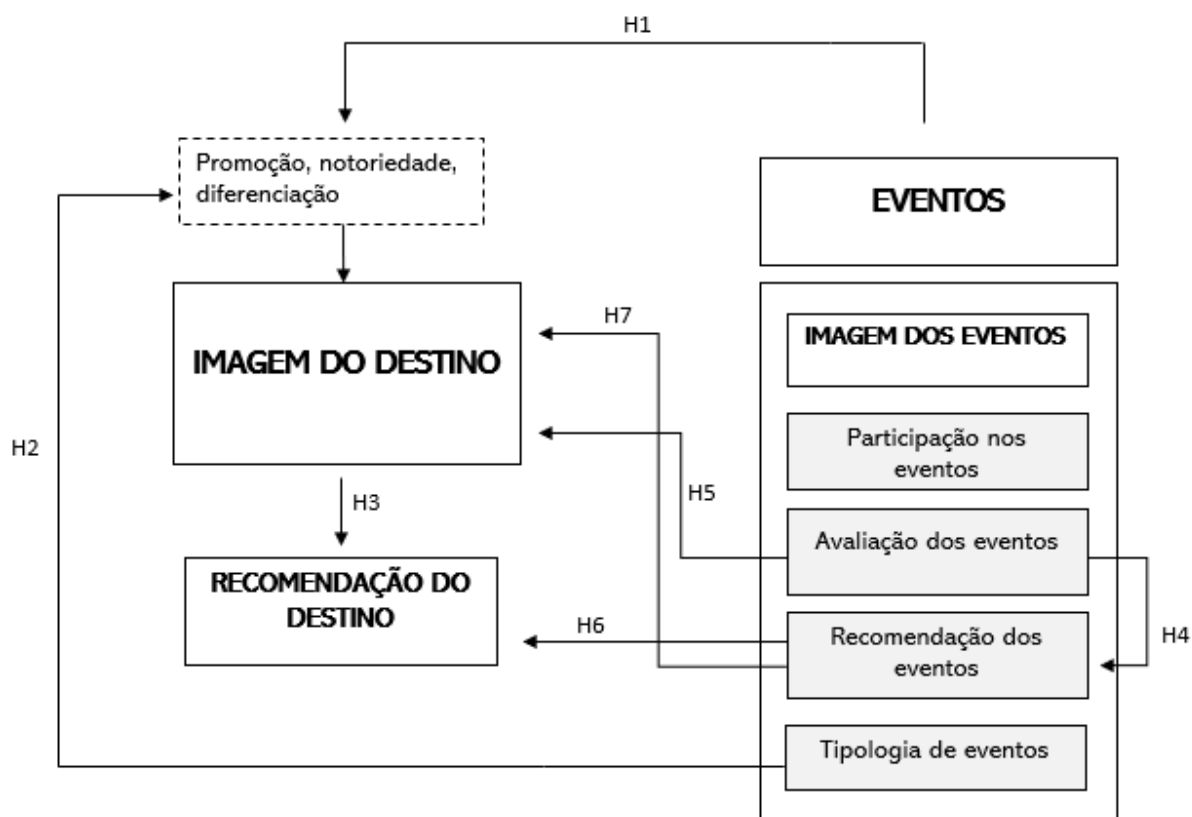 H1
Promoção, notoriedade,
diferenciação
EVENTOS
IMAGEM DO DESTINO
H7
IMAGEM DOS EVENTOS
Participação nos
eventos
H2
H3
H5
Avaliação dos eventos
RECOMENDAÇÃO DO
DESTINO
H6
Recomendação dos
eventos
H4
Tipologia de eventos